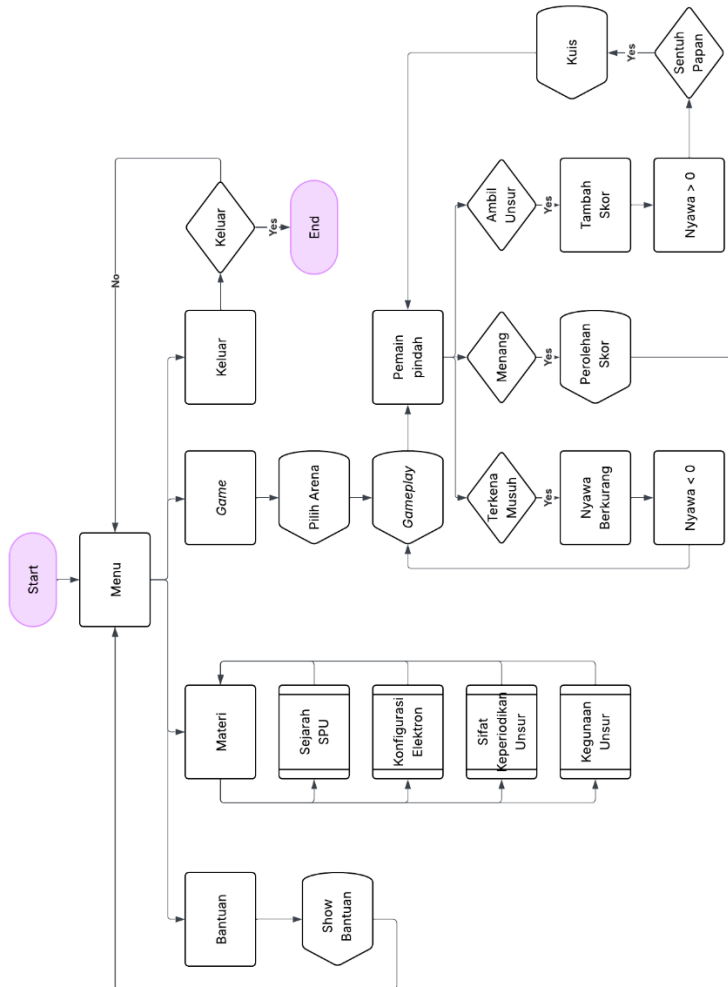 Start
Menu
Bantuan
Materi
Game
Keluar
Keluar
No
Yes
End
Show
Bantuan
Sejarah
SPU
Konfigurasi
Elektron
Sifat
Keperiodikan
Unsur
Kegunaan
Unsur
Pilih Arena
Gameplay
Pemain
pindah
Terkena
Musuh
Yes
Nyawa
Berkurang
Nyawa < 0
Menang
Yes
Perolehan
Skor
Ambil
Unsur
Yes
Tambah
Skor
Nyawa > 0
Sentuh
Papan
Yes
Kuis